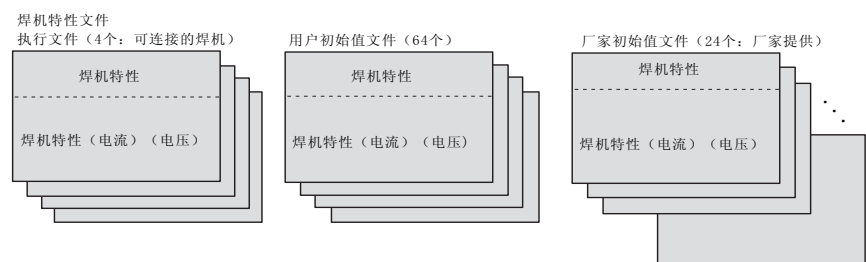 焊机特性文件
执行文件（4个：可连接的焊机）
用户初始值文件（64个）
厂家初始值文件（24个：厂家提供）
焊机特性
焊机特性
焊机特性
焊机特性（电流）（电压）
焊机特性（电流）（电压）
焊机特性（电流）（电压）